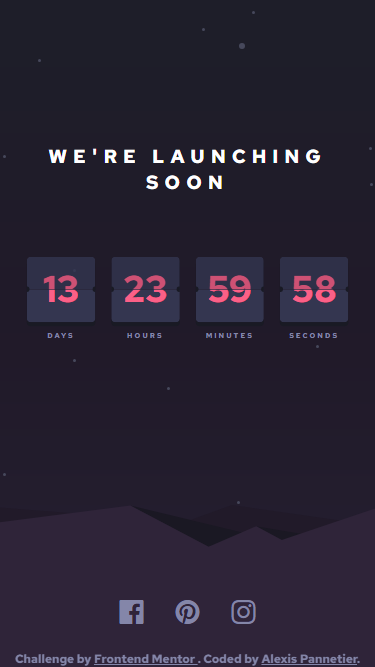 WE'RE LAUNCHING
SOON
13 23 59 58
DAYS HOURS MINUTES SECONDS
Challenge by Frontend Mentor . Coded by Alexis Pannetier.